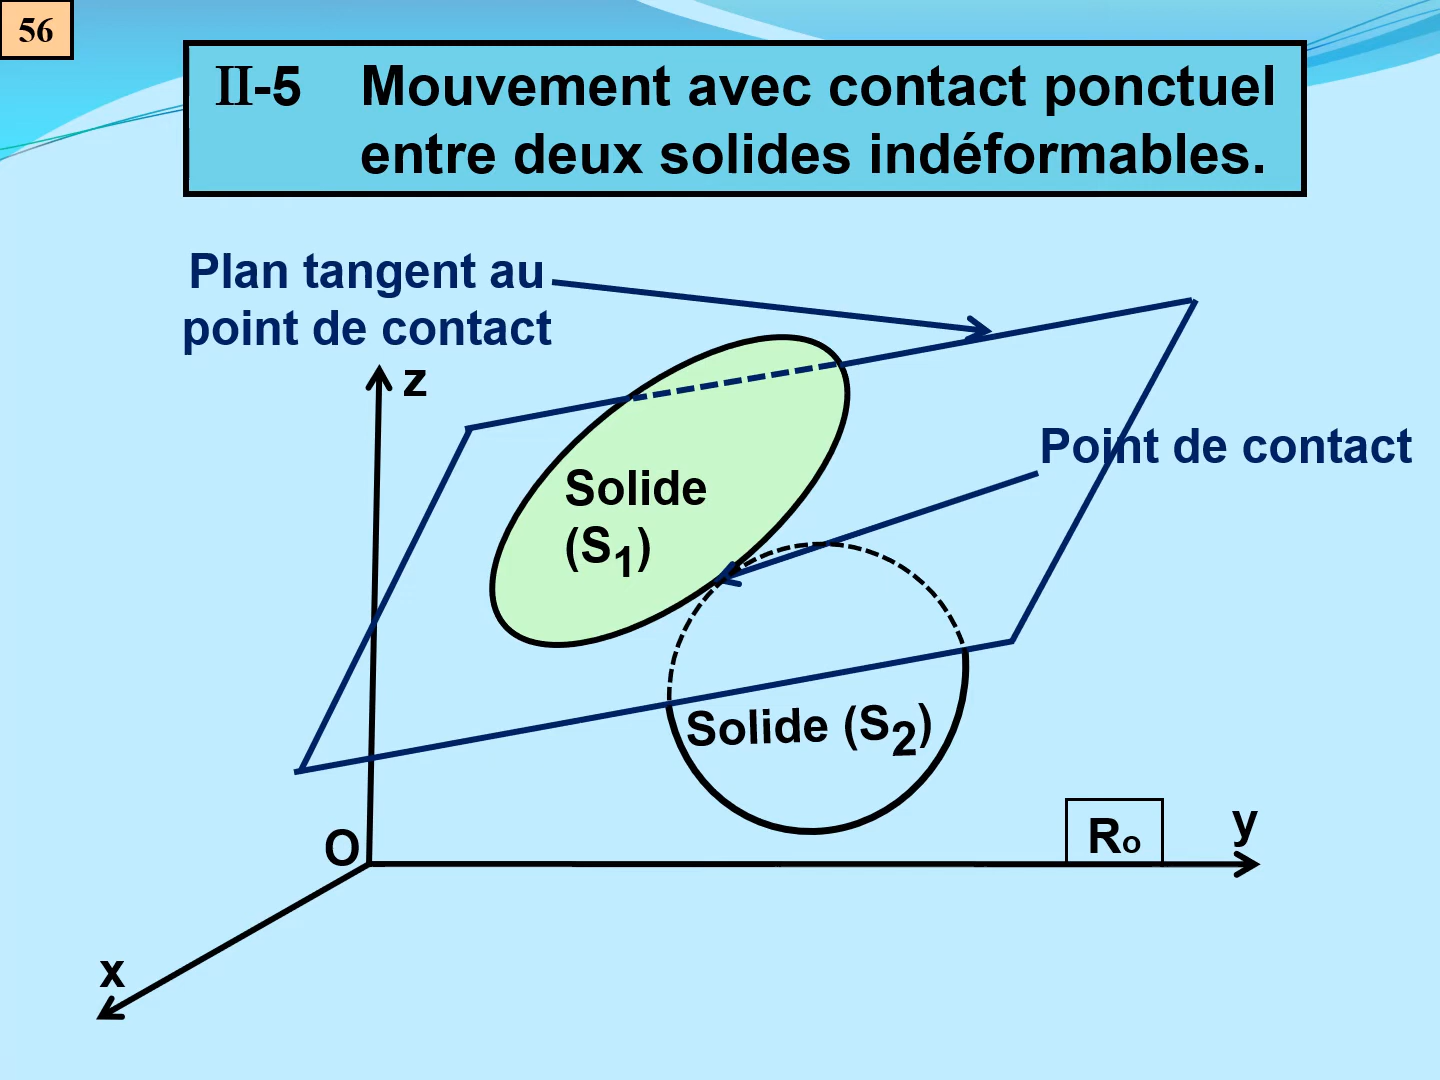 56
II-5 Mouvement avec contact ponctuel
entre deux solides indéformables.
Plan tangent au
point de contact
z
Point de contact
Solide
(S1)
Solide (S2)
Ro
y
O
x